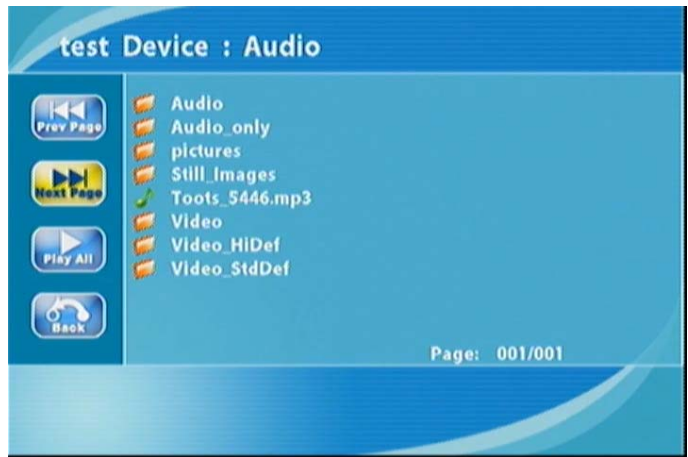 test Device : Audio
Prev Page
Next Page
Play All
Back
Audio
Audio_only
pictures
Still_Images
Toots_5446.mp3
Video
Video_HiDef
Video_StdDef
Page: 001/001